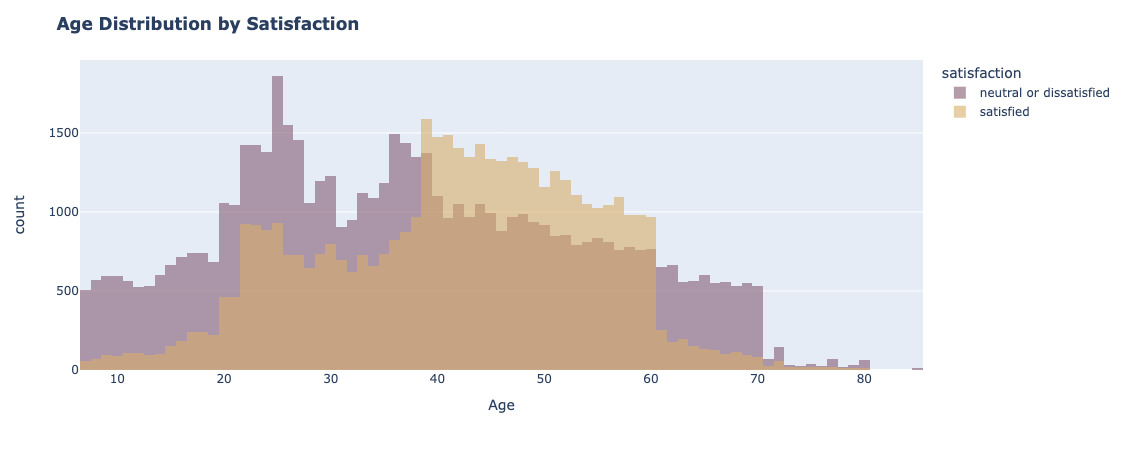 Age Distribution by Satisfaction
satisfaction
neutral or dissatisfied
satisfied
1500
1000
500
0
count
10 20 30 40 50 60 70 80
Age